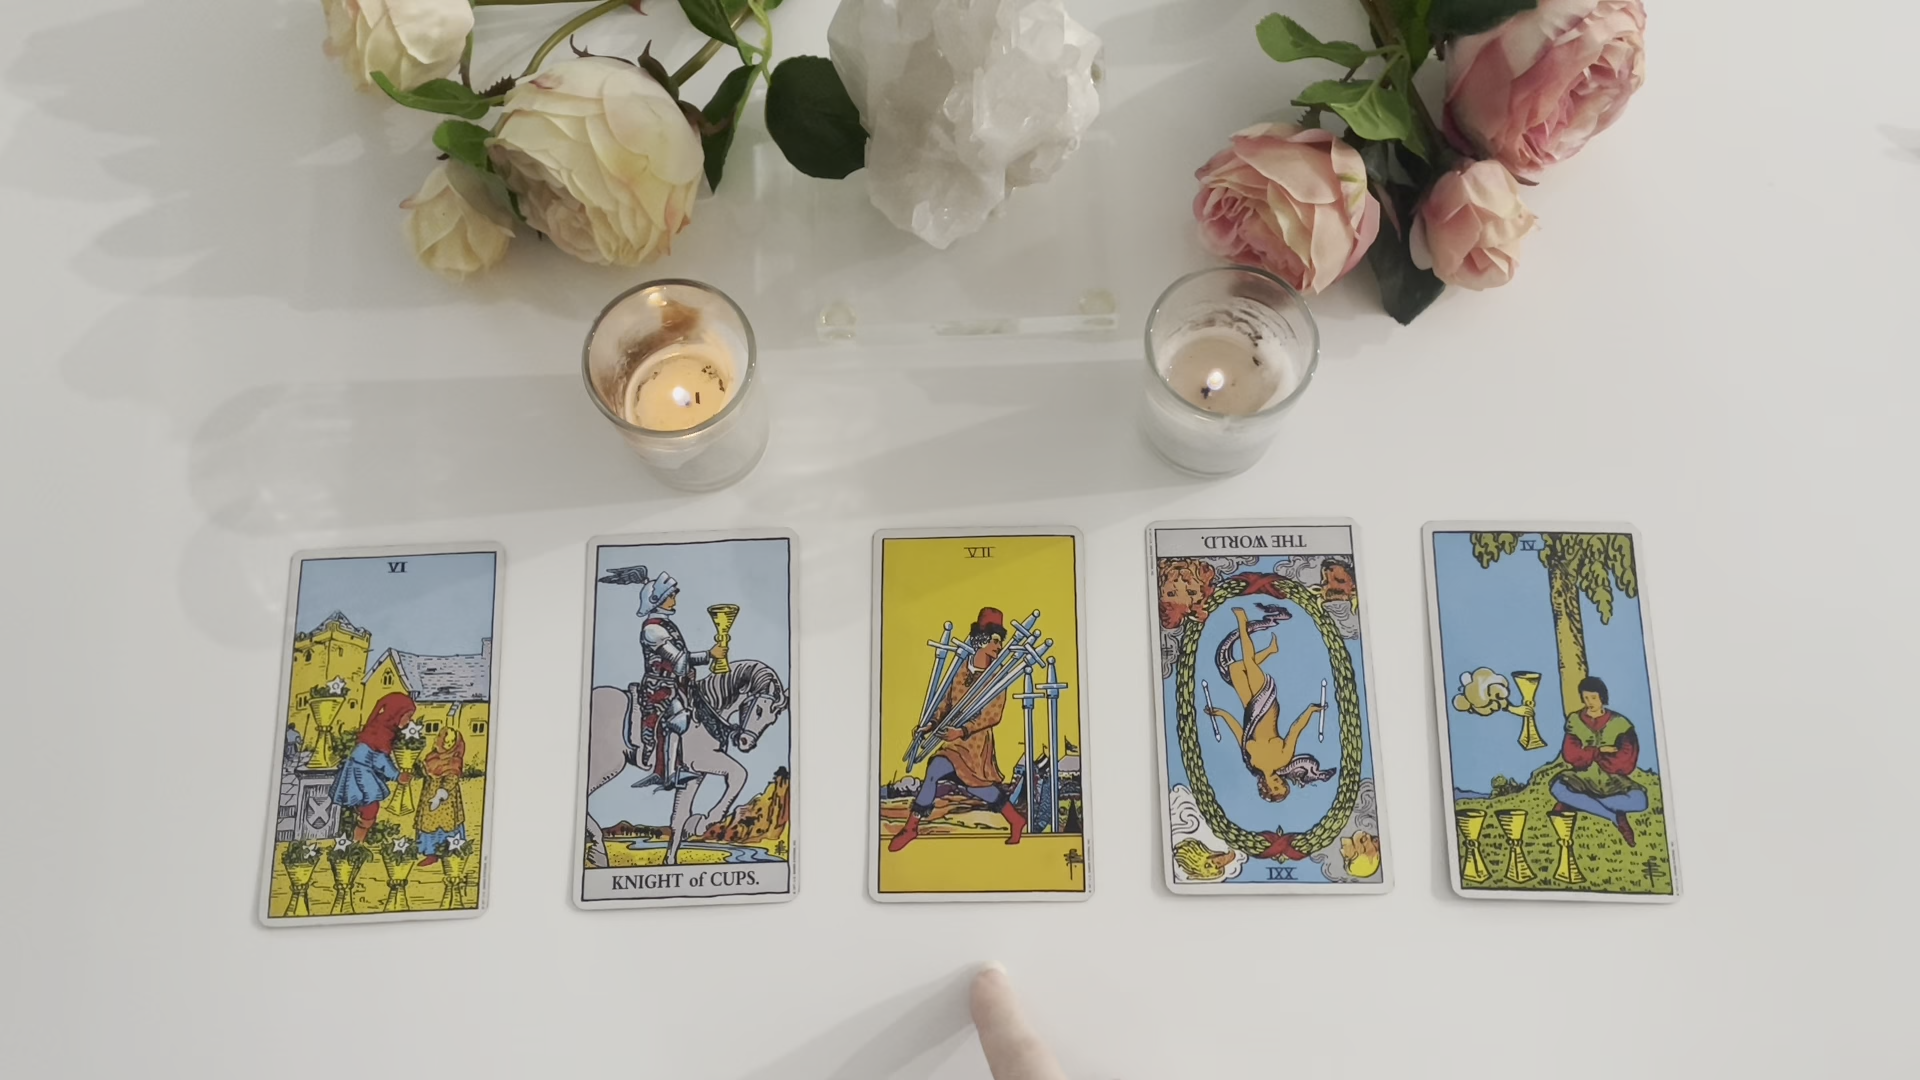 VI
KNIGHT of CUPS.
VII
THE WORLD.
XXI
IV